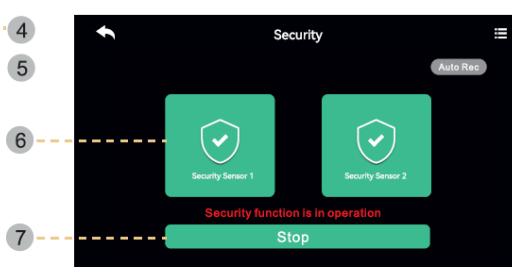 4
Security
5
Auto Rec
6
Security Sensor 1
Security Sensor 2
Security function is in operation
7
Stop